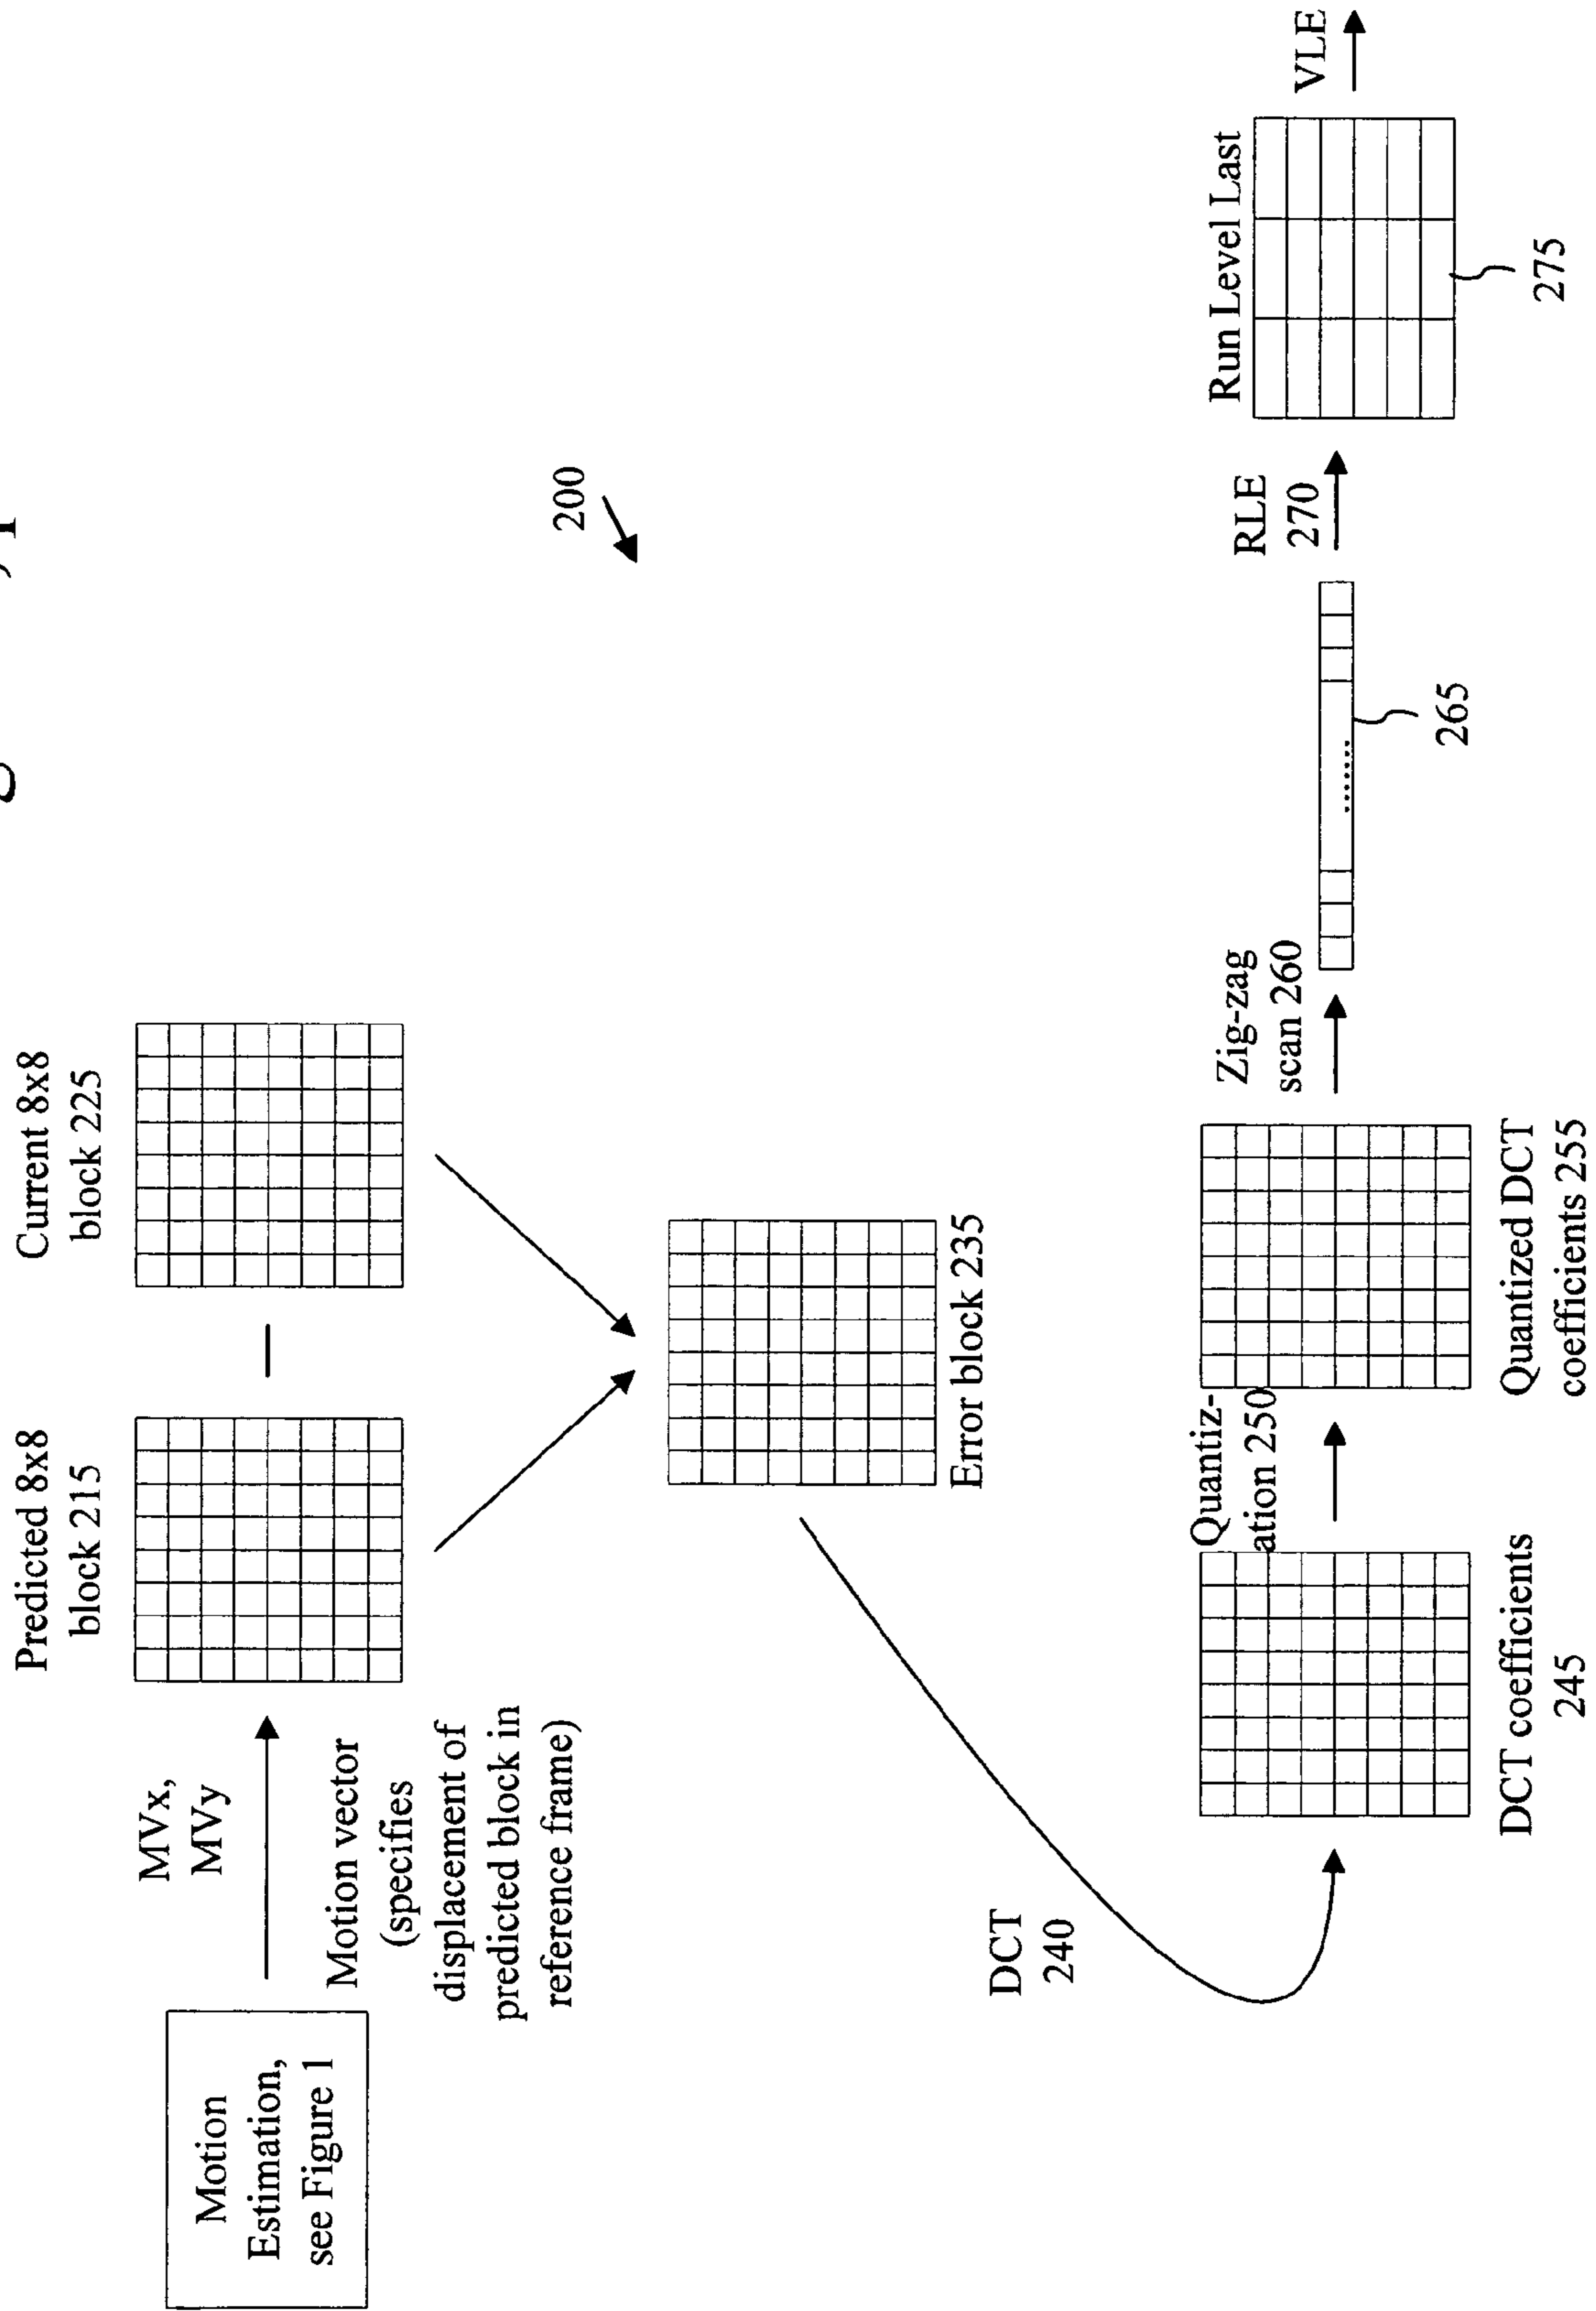 Motion
Estimation,
see Figure 1
MVx,
MVy
Motion vector
(specifies
displacement of
predicted block in
reference frame)
Predicted 8x8
block 215
Current 8x8
block 225
Error block 235
200
DCT
240
DCT coefficients
245
Quantiz-
ation 250
Quantized DCT
coefficients 255
Zig-zag
scan 260
.......
265
RLE
270
Run Level Last
275
VLE